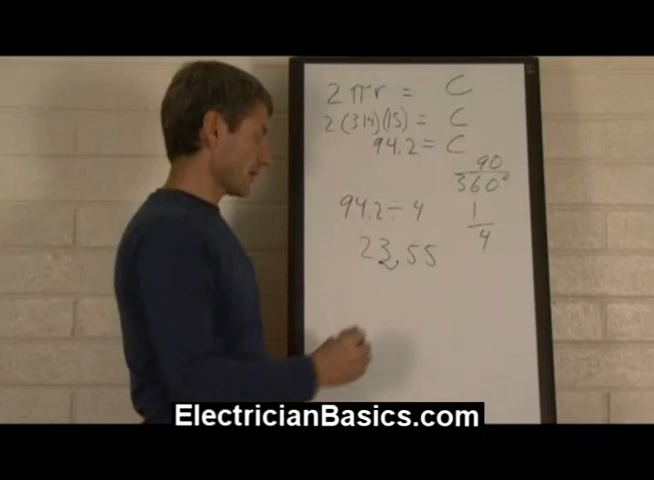 2πr = C
2(3.14)(15) = C
94.2 = C
90
360°
94.2 ÷ 4
1
4
23.55
ElectricianBasics.com